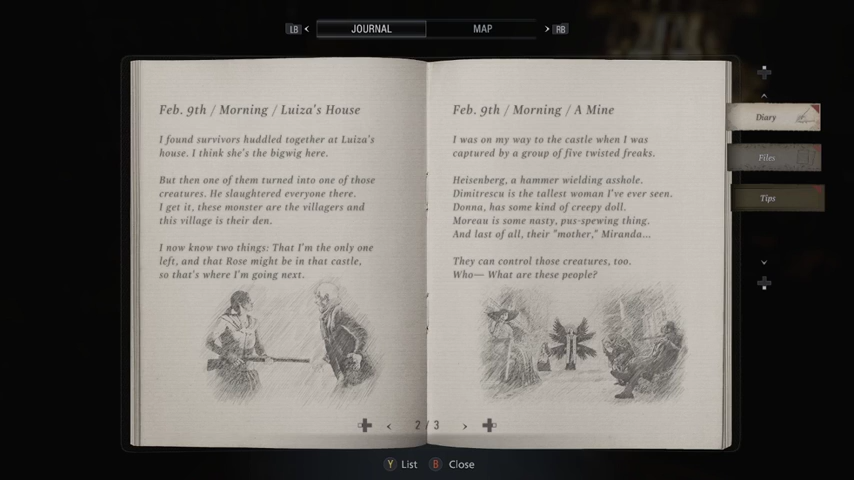 LB JOURNAL MAP RB
Feb. 9th / Morning / Luiza's House
I found survivors huddled together at Luiza's
house. I think she's the bigwig here.
But then one of them turned into one of those
creatures. He slaughtered everyone there.
I get it, these monster are the villagers and
this village is their den.
I now know two things: That I'm the only one
left, and that Rose might be in that castle,
so that's where I'm going next.
Feb. 9th / Morning / A Mine
I was on my way to the castle when I was
captured by a group of five twisted freaks.
Heisenberg, a hammer wielding asshole.
Dimitrescu is the tallest woman I've ever seen.
Donna, has some kind of creepy doll.
Moreau is some nasty, pus-spewing thing.
And last of all, their "mother," Miranda...
They can control those creatures, too.
Who— What are these people?
Diary
Files
Tips
2 / 3
Y List B Close